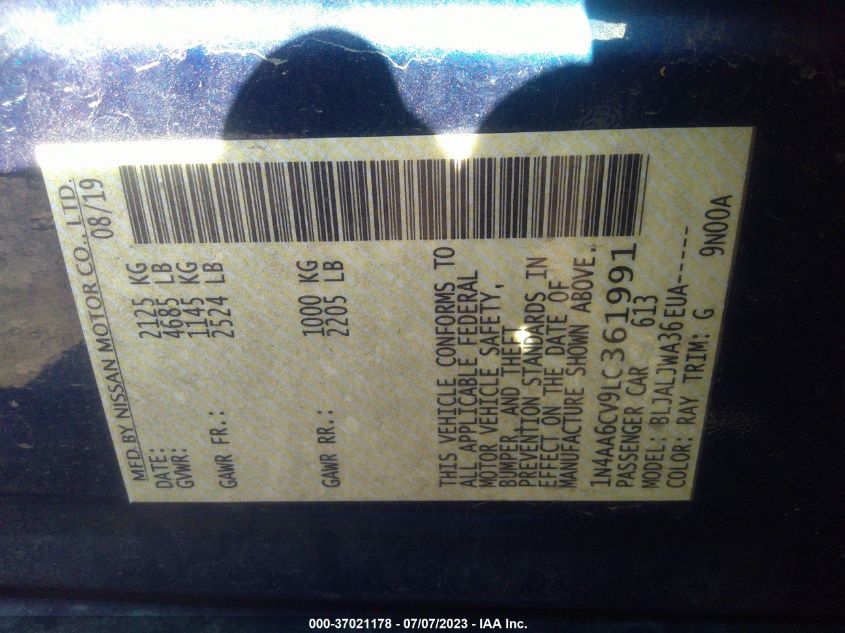 MFD. BY NISSAN MOTOR CO., LTD.
DATE: 08/19
GVWR: 2125 KG
4685 LB
GAWR FR.: 1145 KG
2524 LB
GAWR RR.: 1000 KG
2205 LB
THIS VEHICLE CONFORMS TO
ALL APPLICABLE FEDERAL
MOTOR VEHICLE SAFETY,
BUMPER AND THEFT
PREVENTION STANDARDS IN
EFFECT ON THE DATE OF
MANUFACTURE SHOWN ABOVE.
1N4AA6CV9LC361991
PASSENGER CAR 613
MODEL: BLJALJWA36EUA-----
COLOR: RAY TRIM: G 9N00A
000-37021178 - 07/07/2023 - IAA Inc.